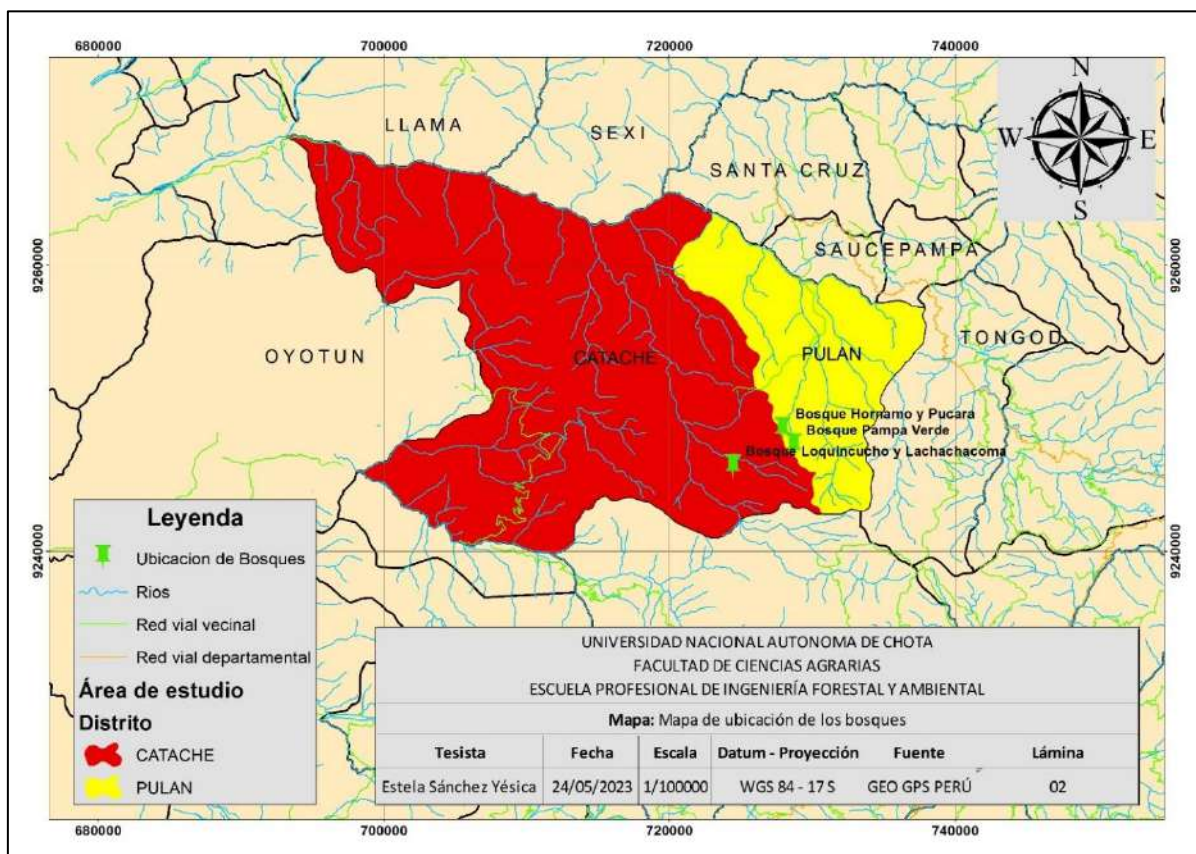 680000
700000
720000
740000
N
W
E
S
LLAMA
SEXI
SANTA CRUZ
SAUCEPAMPA
9260000
9260000
OYOTUN
CATACHE
PULAN
TONGOD
Bosque Hornamo y Pucara
Bosque Pampa Verde
Bosque Loquincucho y Lachachacoma
9240000
9240000
Leyenda
Ubicacion de Bosques
Rios
Red vial vecinal
Red vial departamental
Área de estudio
Distrito
CATACHE
PULAN
UNIVERSIDAD NACIONAL AUTONOMA DE CHOTA
FACULTAD DE CIENCIAS AGRARIAS
ESCUELA PROFESIONAL DE INGENIERÍA FORESTAL Y AMBIENTAL
Mapa: Mapa de ubicación de los bosques
Tesista Fecha Escala Datum - Proyección Fuente Lámina
Estela Sánchez Yésica 24/05/2023 1/100000 WGS 84 - 17 S GEO GPS PERÚ 02
680000
700000
720000
740000